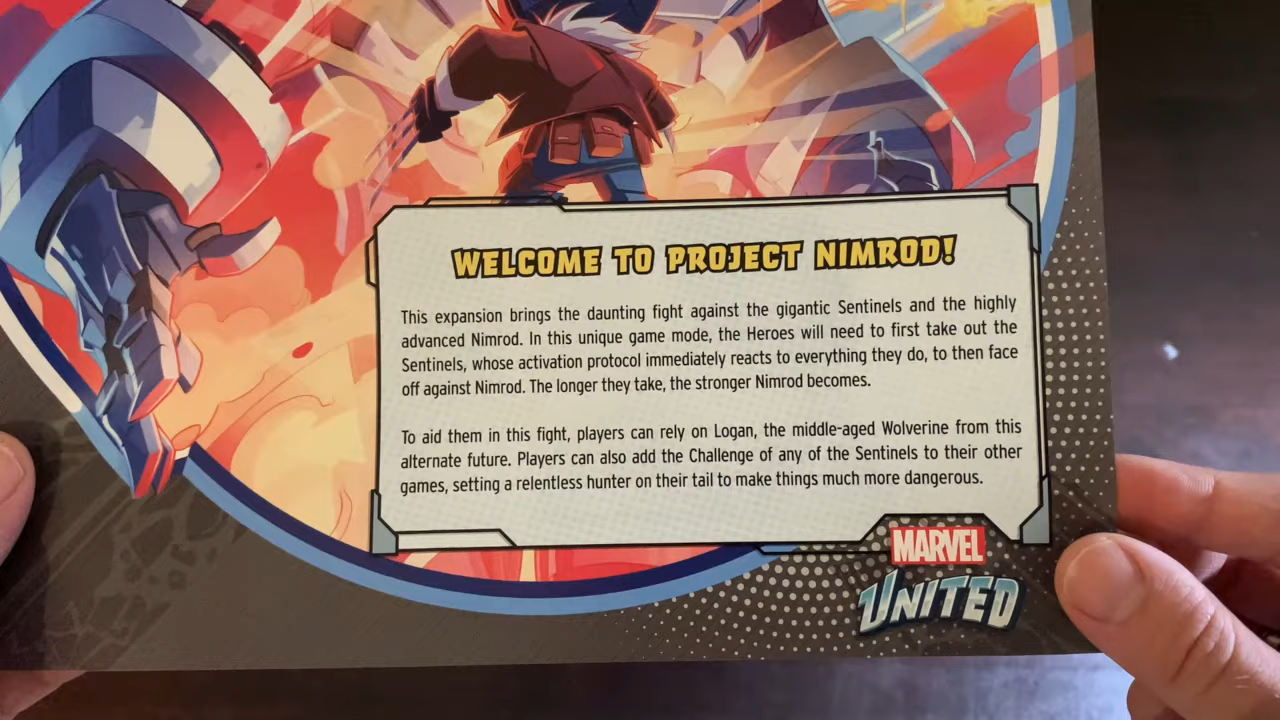 WELCOME TO PROJECT NIMROD!
This expansion brings the daunting fight against the gigantic Sentinels and the highly
advanced Nimrod. In this unique game mode, the Heroes will need to first take out the
Sentinels, whose activation protocol immediately reacts to everything they do, to then face
off against Nimrod. The longer they take, the stronger Nimrod becomes.
To aid them in this fight, players can rely on Logan, the middle-aged Wolverine from this
alternate future. Players can also add the Challenge of any of the Sentinels to their other
games, setting a relentless hunter on their tail to make things much more dangerous.
MARVEL
UNITED